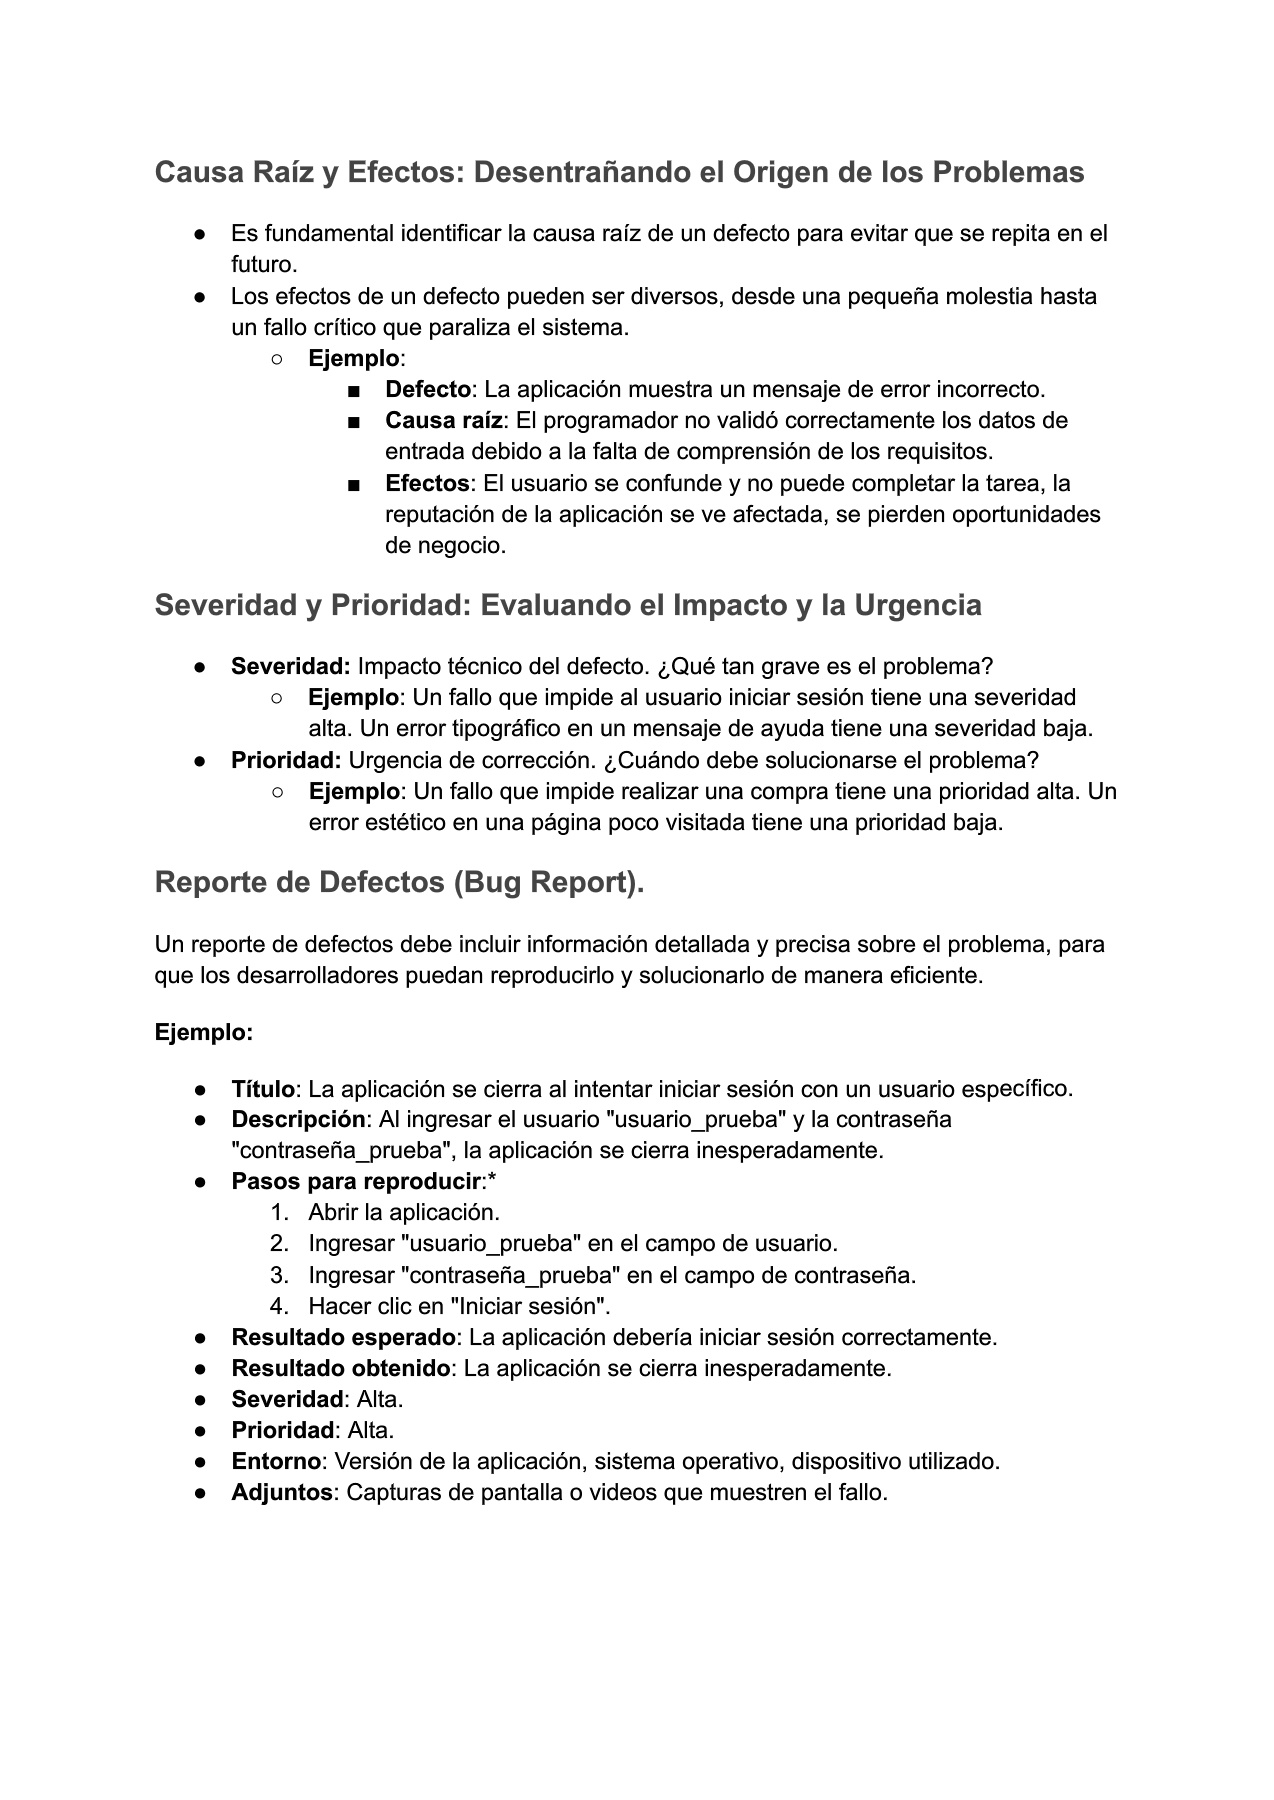 Causa Raíz y Efectos: Desentrañando el Origen de los Problemas
● Es fundamental identificar la causa raíz de un defecto para evitar que se repita en el
futuro.
● Los efectos de un defecto pueden ser diversos, desde una pequeña molestia hasta
un fallo crítico que paraliza el sistema.
○ Ejemplo:
■ Defecto: La aplicación muestra un mensaje de error incorrecto.
■ Causa raíz: El programador no validó correctamente los datos de
entrada debido a la falta de comprensión de los requisitos.
■ Efectos: El usuario se confunde y no puede completar la tarea, la
reputación de la aplicación se ve afectada, se pierden oportunidades
de negocio.
Severidad y Prioridad: Evaluando el Impacto y la Urgencia
● Severidad: Impacto técnico del defecto. ¿Qué tan grave es el problema?
○ Ejemplo: Un fallo que impide al usuario iniciar sesión tiene una severidad
alta. Un error tipográfico en un mensaje de ayuda tiene una severidad baja.
● Prioridad: Urgencia de corrección. ¿Cuándo debe solucionarse el problema?
○ Ejemplo: Un fallo que impide realizar una compra tiene una prioridad alta. Un
error estético en una página poco visitada tiene una prioridad baja.
Reporte de Defectos (Bug Report).
Un reporte de defectos debe incluir información detallada y precisa sobre el problema, para
que los desarrolladores puedan reproducirlo y solucionarlo de manera eficiente.
Ejemplo:
● Título: La aplicación se cierra al intentar iniciar sesión con un usuario específico.
● Descripción: Al ingresar el usuario "usuario_prueba" y la contraseña
"contraseña_prueba", la aplicación se cierra inesperadamente.
● Pasos para reproducir:*
1. Abrir la aplicación.
2. Ingresar "usuario_prueba" en el campo de usuario.
3. Ingresar "contraseña_prueba" en el campo de contraseña.
4. Hacer clic en "Iniciar sesión".
● Resultado esperado: La aplicación debería iniciar sesión correctamente.
● Resultado obtenido: La aplicación se cierra inesperadamente.
● Severidad: Alta.
● Prioridad: Alta.
● Entorno: Versión de la aplicación, sistema operativo, dispositivo utilizado.
● Adjuntos: Capturas de pantalla o videos que muestren el fallo.